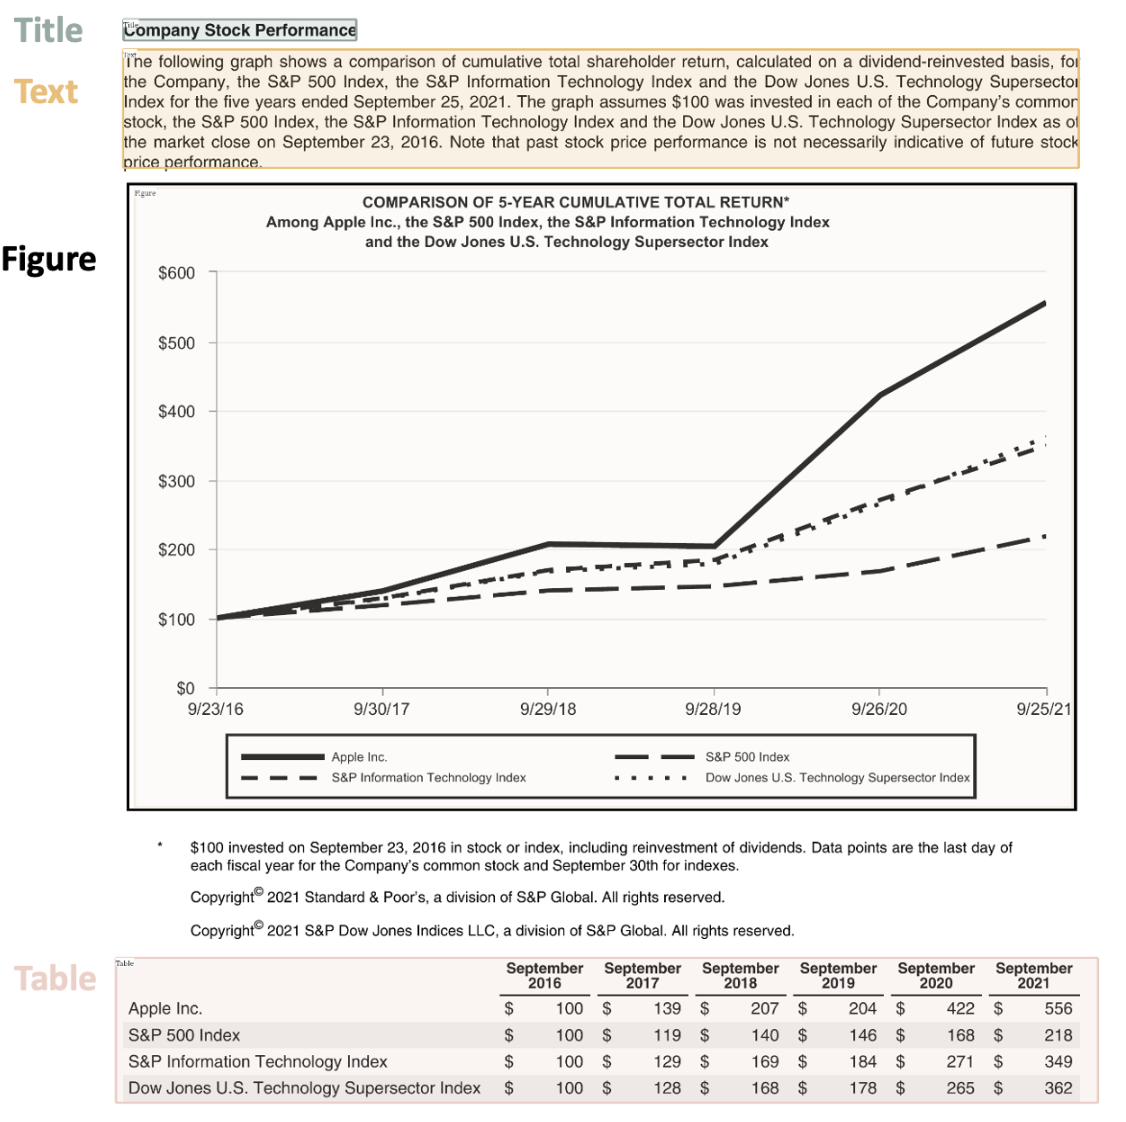 Title
Title
Company Stock Performance
Text
Text
The following graph shows a comparison of cumulative total shareholder return, calculated on a dividend-reinvested basis, for
the Company, the S&P 500 Index, the S&P Information Technology Index and the Dow Jones U.S. Technology Supersector
Index for the five years ended September 25, 2021. The graph assumes $100 was invested in each of the Company's common
stock, the S&P 500 Index, the S&P Information Technology Index and the Dow Jones U.S. Technology Supersector Index as of
the market close on September 23, 2016. Note that past stock price performance is not necessarily indicative of future stock
price performance.
Figure
Figure
COMPARISON OF 5-YEAR CUMULATIVE TOTAL RETURN*
Among Apple Inc., the S&P 500 Index, the S&P Information Technology Index
and the Dow Jones U.S. Technology Supersector Index
$600
$500
$400
$300
$200
$100
$0
9/23/16 9/30/17 9/29/18 9/28/19 9/26/20 9/25/21
Apple Inc. S&P 500 Index
S&P Information Technology Index Dow Jones U.S. Technology Supersector Index
* $100 invested on September 23, 2016 in stock or index, including reinvestment of dividends. Data points are the last day of
each fiscal year for the Company's common stock and September 30th for indexes.
Copyright© 2021 Standard & Poor's, a division of S&P Global. All rights reserved.
Copyright© 2021 S&P Dow Jones Indices LLC, a division of S&P Global. All rights reserved.
Table
Table
September September September September September September
2016 2017 2018 2019 2020 2021
Apple Inc. $ 100 $ 139 $ 207 $ 204 $ 422 $ 556
S&P 500 Index $ 100 $ 119 $ 140 $ 146 $ 168 $ 218
S&P Information Technology Index $ 100 $ 129 $ 169 $ 184 $ 271 $ 349
Dow Jones U.S. Technology Supersector Index $ 100 $ 128 $ 168 $ 178 $ 265 $ 362